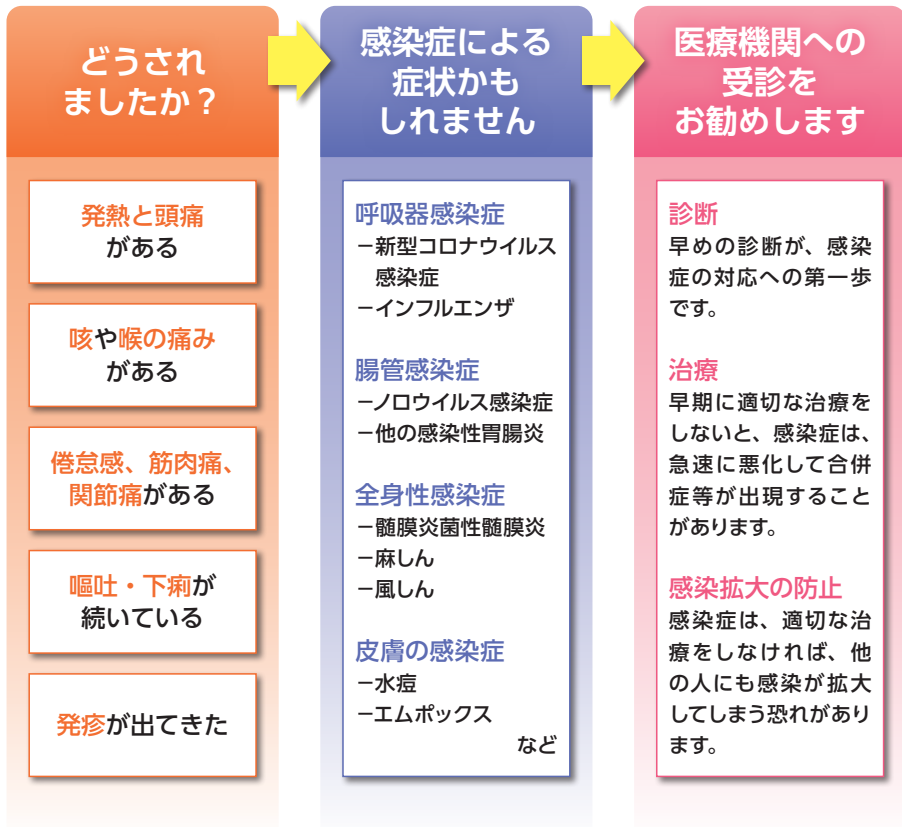 どうされ
ましたか？
発熱と頭痛
がある
咳や喉の痛み
がある
倦怠感、筋肉痛、
関節痛がある
嘔吐・下痢が
続いている
発疹が出てきた
感染症による
症状かも
しれません
呼吸器感染症
－新型コロナウイルス
感染症
－インフルエンザ
腸管感染症
－ノロウイルス感染症
－他の感染性胃腸炎
全身性感染症
－髄膜炎菌性髄膜炎
－麻しん
－風しん
皮膚の感染症
－水痘
－エムポックス
など
医療機関への
受診を
お勧めします
診断
早めの診断が、感染
症の対応への第一歩
です。
治療
早期に適切な治療を
しないと、感染症は、
急速に悪化して合併
症等が出現すること
があります。
感染拡大の防止
感染症は、適切な治
療をしなければ、他
の人にも感染が拡大
してしまう恐れがあり
ます。